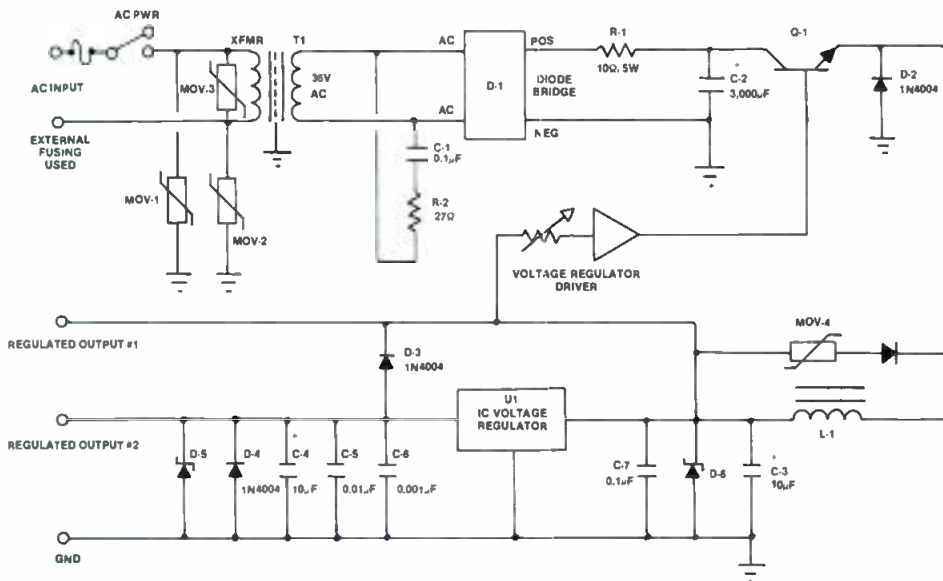 AC PWR
AC INPUT
EXTERNAL
FUSING
USED
MOV-3
XFMR
T1
36V
AC
MOV-1
MOV-2
AC
AC
C-1
0.1µF
R-2
27Ω
D-1
POS
DIODE
BRIDGE
NEG
R-1
10Ω, 5W
C-2
3,000µF
Q-1
D-2
1N4004
VOLTAGE REGULATOR
DRIVER
REGULATED OUTPUT #1
D-3
1N4004
MOV-4
U1
IC VOLTAGE
REGULATOR
L-1
REGULATED OUTPUT #2
D-5
D-4
1N4004
C-4
10µF
C-5
0.01µF
C-6
0.001µF
C-7
0.1µF
D-6
C-3
10µF
GND